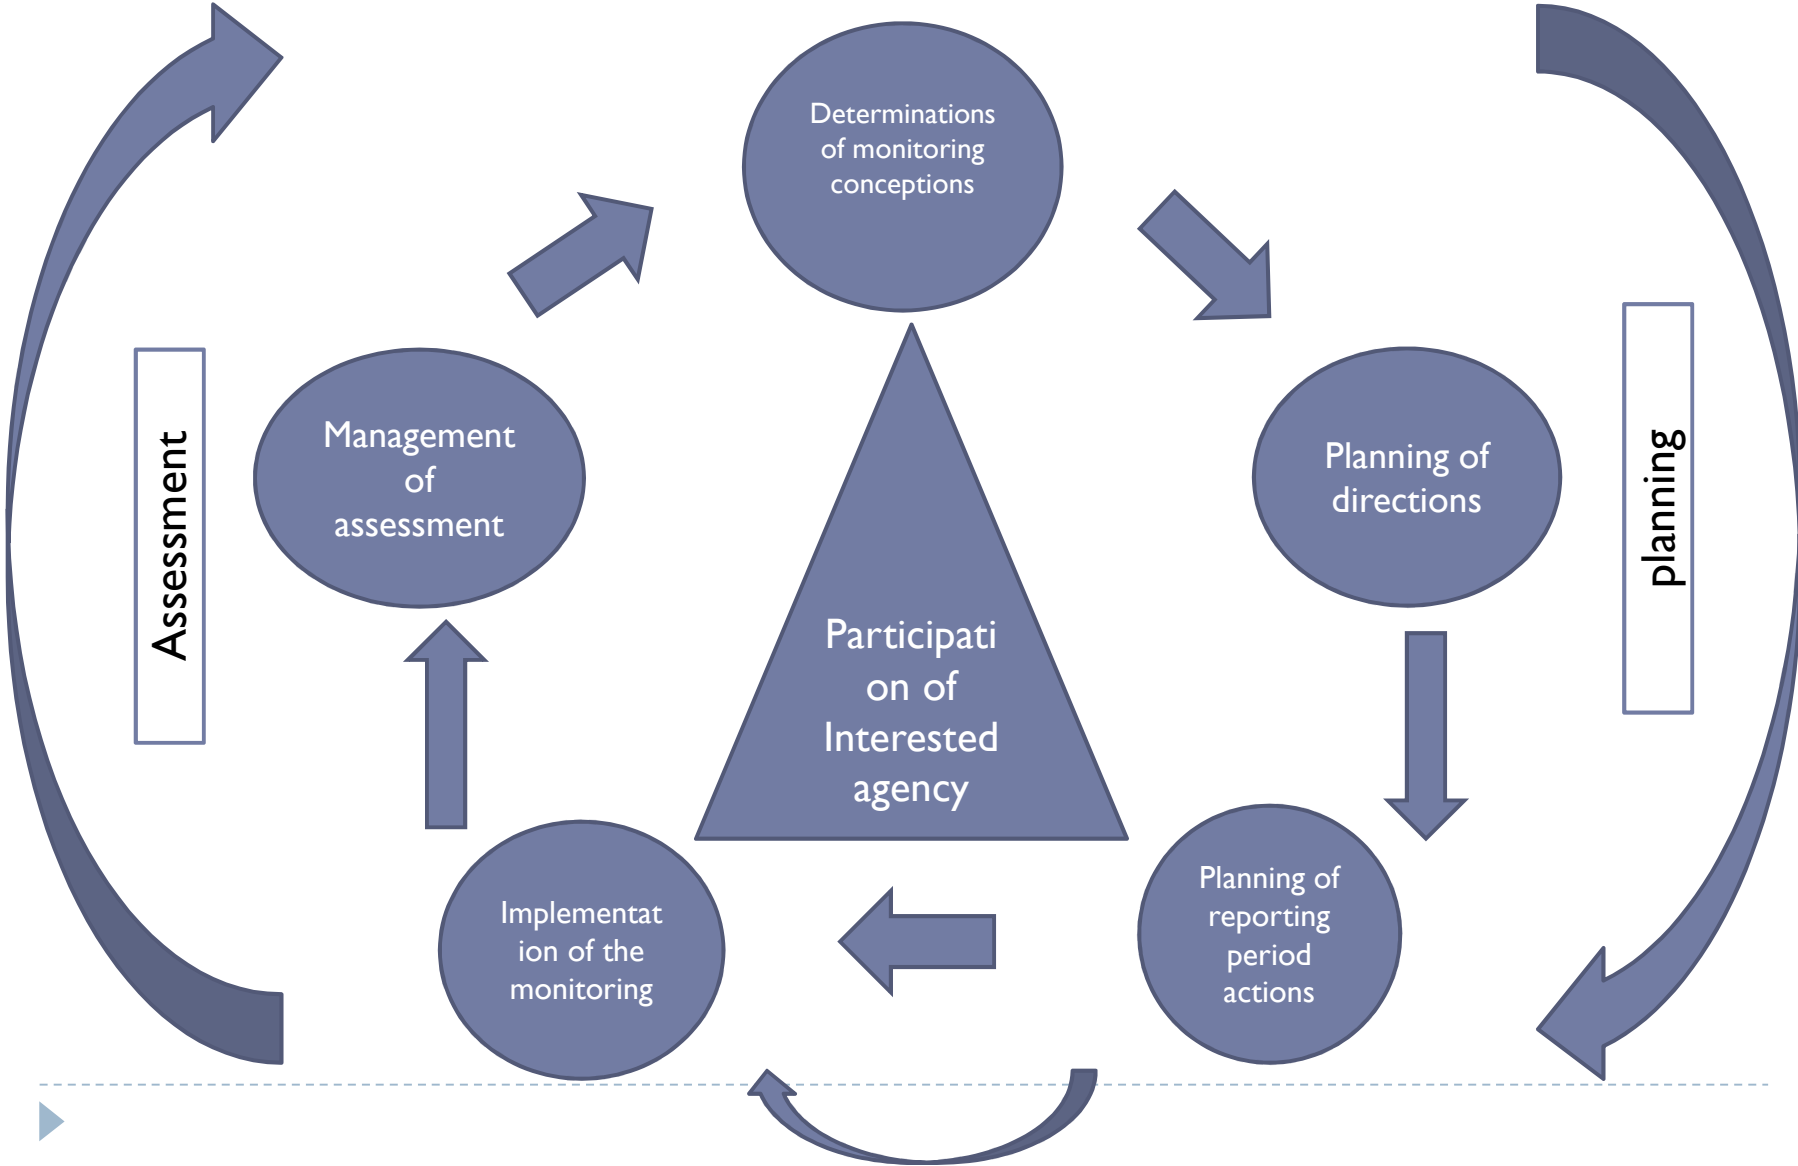 Determinations
of monitoring
conceptions
Planning of
directions
planning
Planning of
reporting
period
actions
Implementat
ion of the
monitoring
Management
of
assessment
Assessment
Participati
on of
Interested
agency